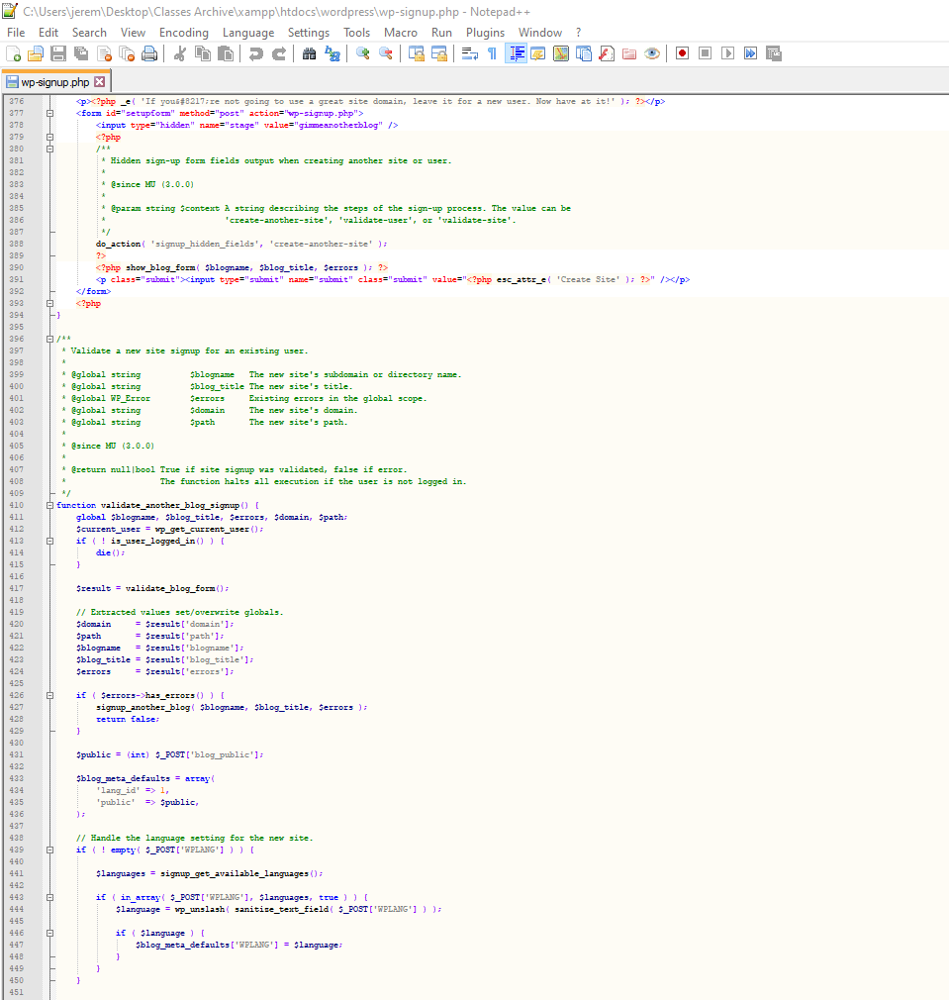 C:\Users\jerem\Desktop\Classes Archive\xampp\htdocs\wordpress\wp-signup.php - Notepad++
File Edit Search View Encoding Language Settings Tools Macro Run Plugins Window ?
wp-signup.php
376 <p><?php _e( 'If you&#8217;re not going to use a great site domain, leave it for a new user. Now have at it!' ); ?></p>
377 <form id="setupform" method="post" action="wp-signup.php">
378 <input type="hidden" name="stage" value="gimmeanotherblog" />
379 <?php
380 /**
381 * Hidden sign-up form fields output when creating another site or user.
382 *
383 * @since MU (3.0.0)
384 *
385 * @param string $context A string describing the steps of the sign-up process. The value can be
386 * 'create-another-site', 'validate-user', or 'validate-site'.
387 */
388 do_action( 'signup_hidden_fields', 'create-another-site' );
389 ?>
390 <?php show_blog_form( $blogname, $blog_title, $errors ); ?>
391 <p class="submit"><input type="submit" name="submit" class="submit" value="<?php esc_attr_e( 'Create Site' ); ?>" /></p>
392 </form>
393 <?php
394 }
395
396 /**
397 * Validate a new site signup for an existing user.
398 *
399 * @global string $blogname The new site's subdomain or directory name.
400 * @global string $blog_title The new site's title.
401 * @global WP_Error $errors Existing errors in the global scope.
402 * @global string $domain The new site's domain.
403 * @global string $path The new site's path.
404 *
405 * @since MU (3.0.0)
406 *
407 * @return null|bool True if site signup was validated, false if error.
408 * The function halts all execution if the user is not logged in.
409 */
410 function validate_another_blog_signup() {
411 global $blogname, $blog_title, $errors, $domain, $path;
412 $current_user = wp_get_current_user();
413 if ( ! is_user_logged_in() ) {
414 die();
415 }
416
417 $result = validate_blog_form();
418
419 // Extracted values set/overwrite globals.
420 $domain = $result['domain'];
421 $path = $result['path'];
422 $blogname = $result['blogname'];
423 $blog_title = $result['blog_title'];
424 $errors = $result['errors'];
425
426 if ( $errors->has_errors() ) {
427 signup_another_blog( $blogname, $blog_title, $errors );
428 return false;
429 }
430
431 $public = (int) $_POST['blog_public'];
432
433 $blog_meta_defaults = array(
434 'lang_id' => 1,
435 'public' => $public,
436 );
437
438 // Handle the language setting for the new site.
439 if ( ! empty( $_POST['WPLANG'] ) ) {
440
441 $languages = signup_get_available_languages();
442
443 if ( in_array( $_POST['WPLANG'], $languages, true ) ) {
444 $language = wp_unslash( sanitize_text_field( $_POST['WPLANG'] ) );
445
446 if ( $language ) {
447 $blog_meta_defaults['WPLANG'] = $language;
448 }
449 }
450 }
451